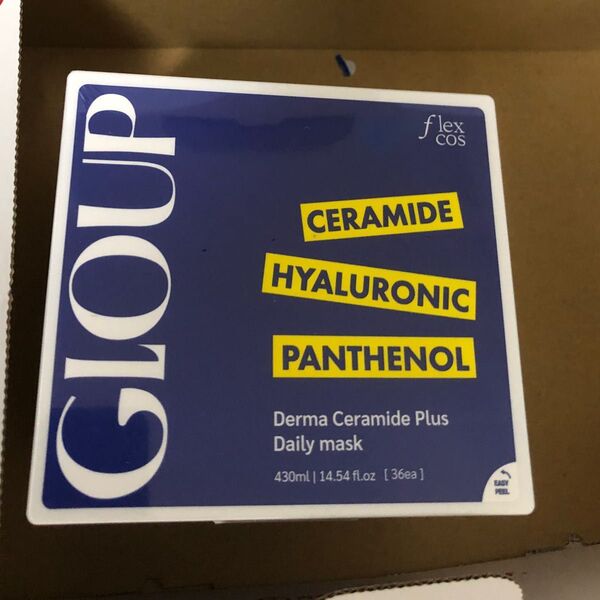 GLOUP
flex
cos
CERAMIDE
HYALURONIC
PANTHENOL
Derma Ceramide Plus
Daily mask
430ml | 14.54 fl.oz [ 36ea ]
EASY
PEEL